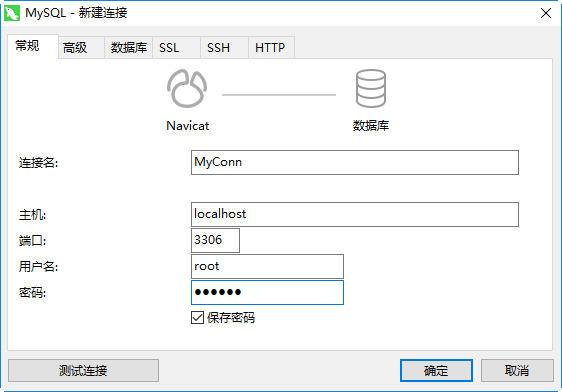 MySQL - 新建连接
常规 高级 数据库 SSL SSH HTTP
Navicat 数据库
连接名: MyConn
主机: localhost
端口: 3306
用户名: root
密码: ●●●●●●
保存密码
测试连接 确定 取消